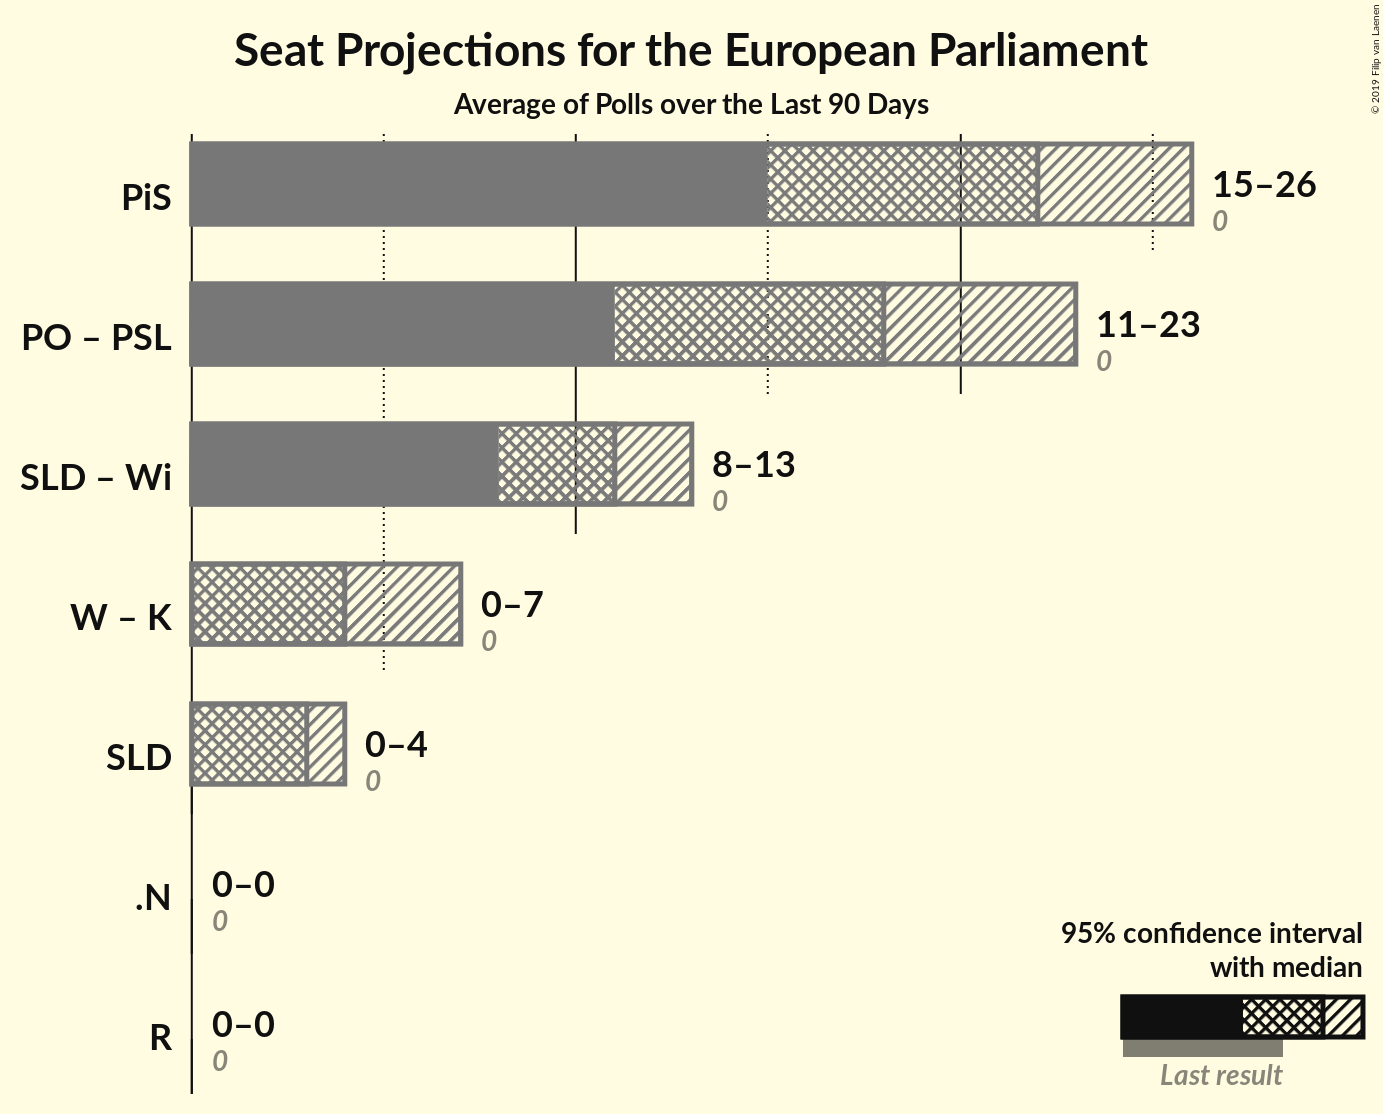 Seat Projections for the European Parliament
Average of Polls over the Last 90 Days
© 2019 Filip van Laenen
PiS
15–26
0
PO – PSL
11–23
0
SLD – Wi
8–13
0
W – K
0–7
0
SLD
0–4
0
.N
0–0
0
R
0–0
0
95% confidence interval
with median
Last result